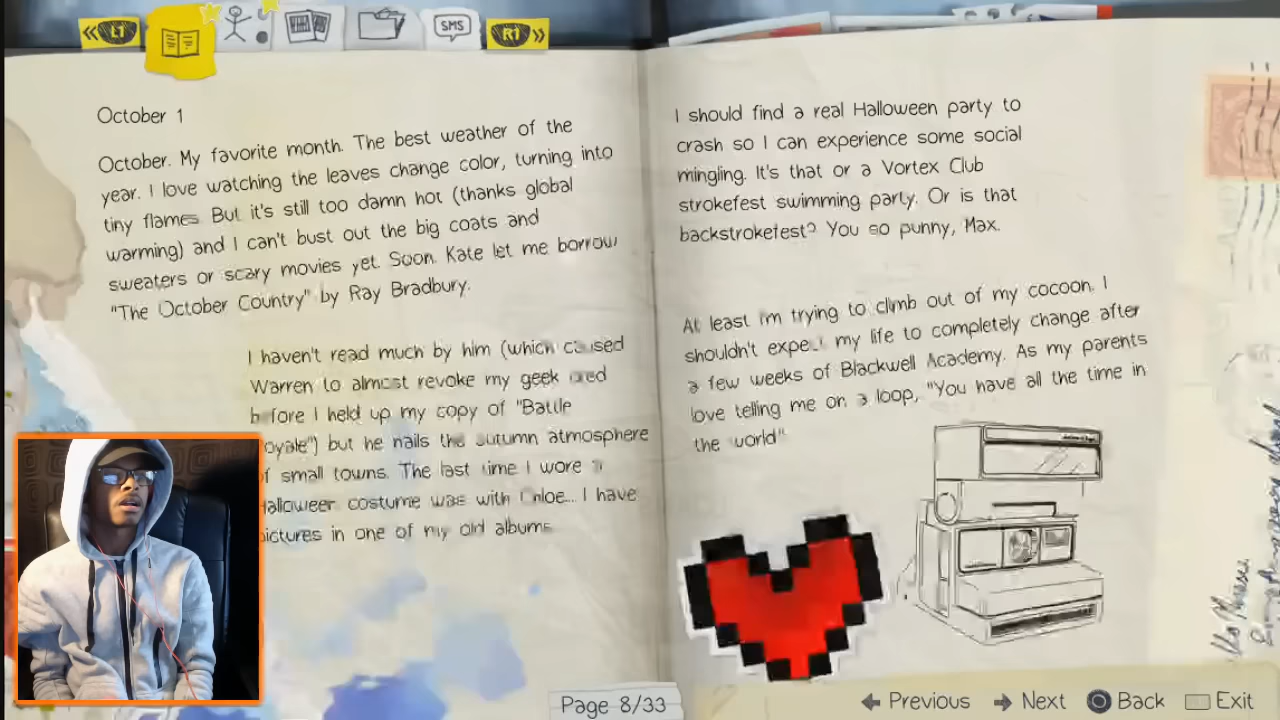 L1
SMS
R1
October 1
October. My favorite month. The best weather of the
year. I love watching the leaves change color, turning into
tiny flames. But it's still too damn hot (thanks global
warming) and I can't bust out the big coats and
sweaters or scary movies yet. Soon. Kate let me borrow
"The October Country" by Ray Bradbury.
I haven't read much by him (which caused
Warren to almost revoke my geek cred
before I held up my copy of "Battle
oyale") but he nails the autumn atmosphere
of small towns. The last time I wore a
Halloween costume was with Chloe... I have
pictures in one of my old albums
I should find a real Halloween party to
crash so I can experience some social
mingling. It's that or a Vortex Club
strokefest swimming party. Or is that
backstrokefest? You so punny, Max.
At least I'm trying to climb out of my cocoon. I
shouldn't expect my life to completely change after
a few weeks of Blackwell Academy. As my parents
love telling me on a loop, "You have all the time in
the world"
Page 8/33
Previous
Next
Back
Exit